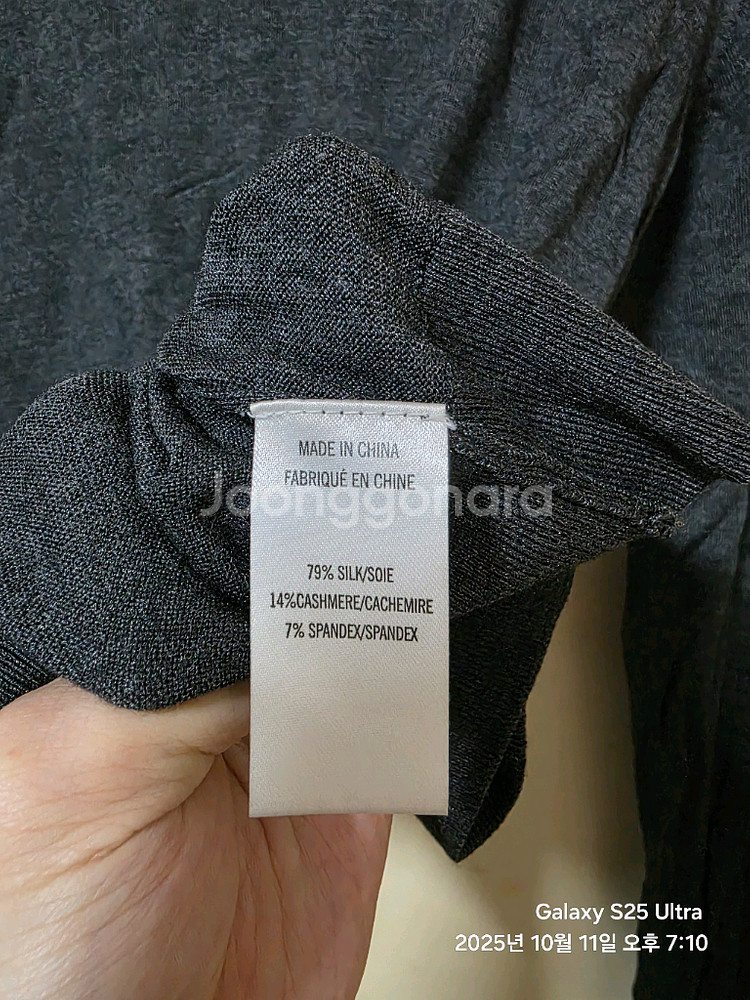 MADE IN CHINA
FABRIQUÉ EN CHINE
Joonggonara
79% SILK/SOIE
14%CASHMERE/CACHEMIRE
7% SPANDEX/SPANDEX
Galaxy S25 Ultra
2025년 10월 11일 오후 7:10